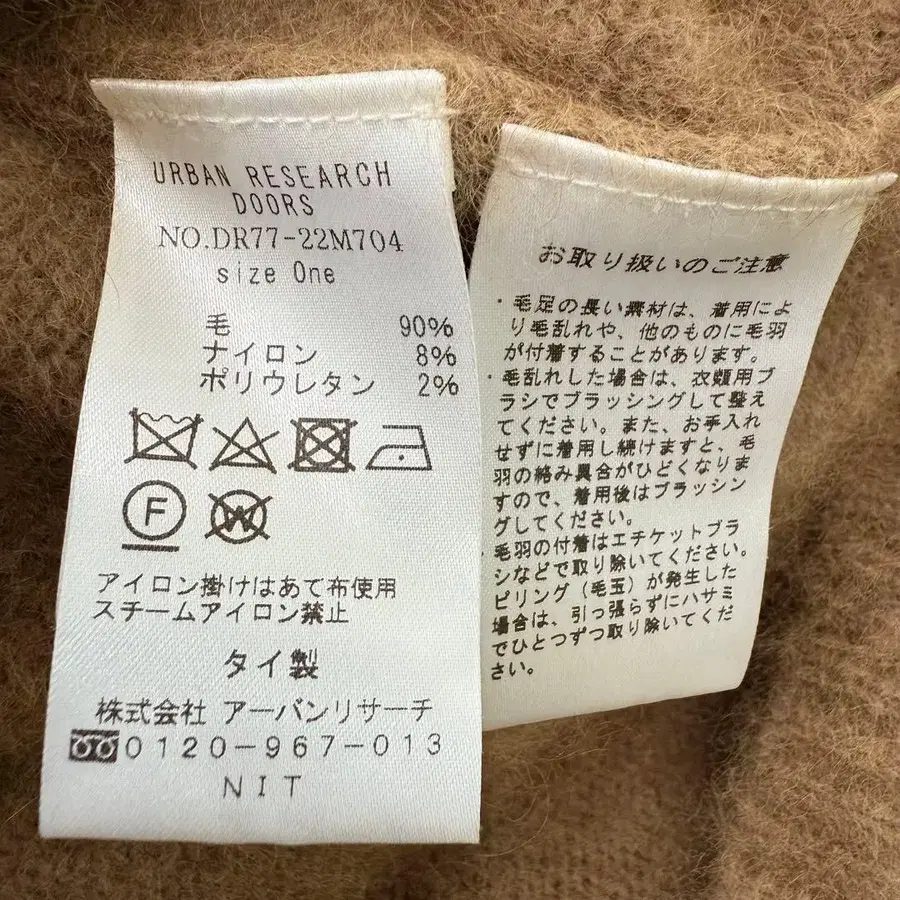 URBAN RESEARCH
DOORS
NO.DR77-22M704
size One
毛 90%
ナイロン 8%
ポリウレタン 2%
F
W
アイロン掛けはあて布使用
スチームアイロン禁止
タイ製
株式会社 アーバンリサーチ
0120-967-013
NIT
お取り扱いのご注意
・毛足の長い素材は、着用によ
り毛乱れや、他のものに毛羽
が付着することがあります。
・毛乱れした場合は、衣類用ブ
ラシでブラッシングして整え
てください。また、お手入れ
せずに着用し続けますと、毛
羽の絡み具合がひどくなりま
すので、着用後はブラッシン
グしてください。
・毛羽の付着はエチケットブラ
シなどで取り除いてください。
ピリング（毛玉）が発生した
場合は、引っ張らずにハサミ
でひとつずつ取り除いてくだ
さい。